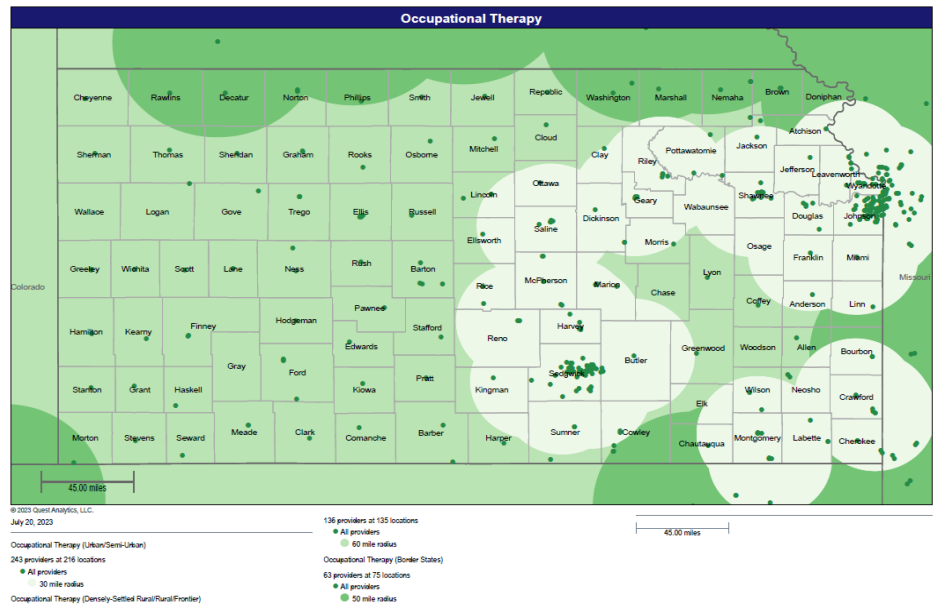 Occupational Therapy
Cheyenne Rawlins Decatur Norton Phillips Smith Jewell Republic Washington Marshall Nemaha Brown Doniphan
Sherman Thomas Sheridan Graham Rooks Osborne Mitchell Cloud Clay Riley Pottawatomie Jackson Atchison
Jefferson Leavenworth
Wyandotte
Wallace Logan Gove Trego Ellis Russell Lincoln Ottawa Saline Dickinson Geary Wabaunsee Shawnee Douglas Johnson
Ellsworth Morris Osage
Greeley Wichita Scott Lane Ness Rush Barton Rice McPherson Marion Chase Lyon Franklin Miami
Colorado Missouri
Hamilton Kearny Finney Hodgeman Pawnee Stafford Reno Harvey Coffey Anderson Linn
Gray Ford Edwards Sedgwick Butler Greenwood Woodson Allen Bourbon
Stanton Grant Haskell Kiowa Pratt Kingman Elk Wilson Neosho Crawford
Morton Stevens Seward Meade Clark Comanche Barber Harper Sumner Cowley Chautauqua Montgomery Labette Cherokee
45.00 miles
© 2023 Quest Analytics, LLC.
July 20, 2023
Occupational Therapy (Urban/Semi-Urban)
243 providers at 216 locations
All providers
30 mile radius
Occupational Therapy (Densely-Settled Rural/Rural/Frontier)
136 providers at 135 locations
All providers
60 mile radius
Occupational Therapy (Border States)
63 providers at 75 locations
All providers
50 mile radius
45.00 miles